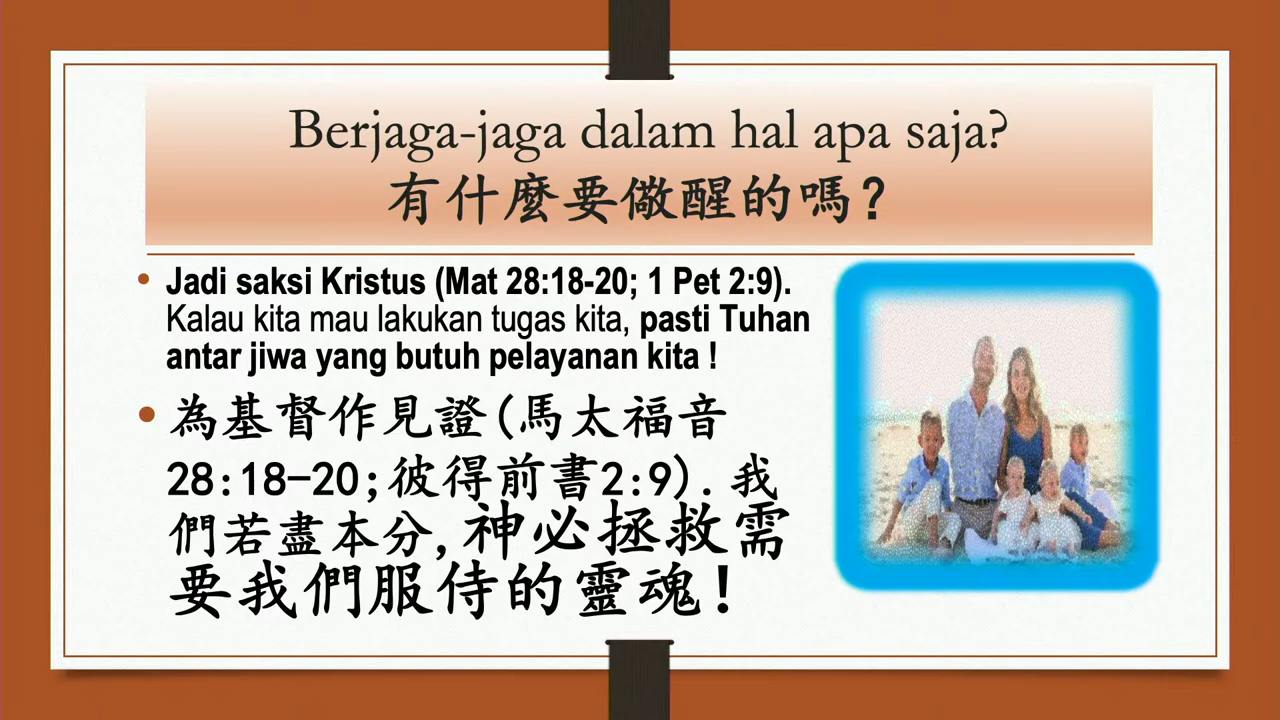 Berjaga-jaga dalam hal apa saja?
有什麼要儆醒的嗎？
• Jadi saksi Kristus (Mat 28:18-20; 1 Pet 2:9).
Kalau kita mau lakukan tugas kita, pasti Tuhan
antar jiwa yang butuh pelayanan kita !
• 為基督作見證(馬太福音
28:18-20;彼得前書2:9). 我
們若盡本分,神必拯救需
要我們服侍的靈魂!